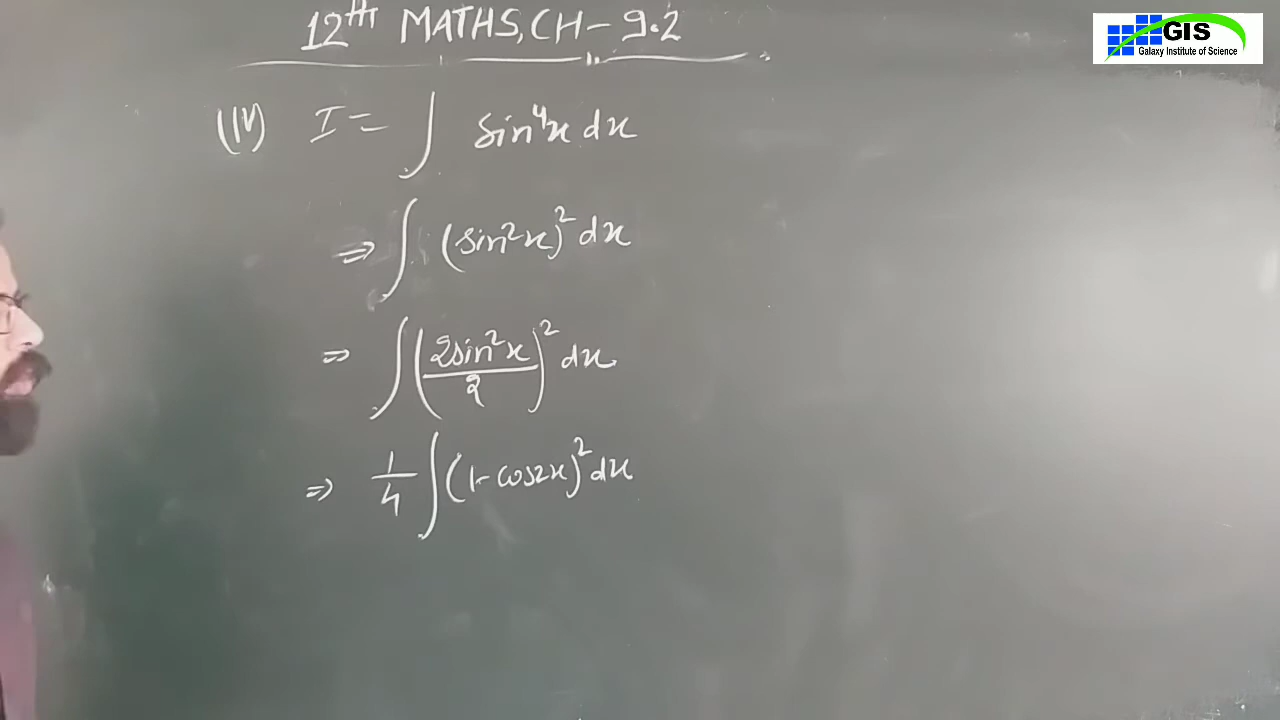 12TH MATHS, CH - 9.2
GIS
Galaxy Institute of Science
(IV) I = ∫ sin⁴x dx
⇒ ∫ (sin²x)² dx
⇒ ∫ (2sin²x/2)² dx
⇒ 1/4 ∫ (1-cos2x)² dx